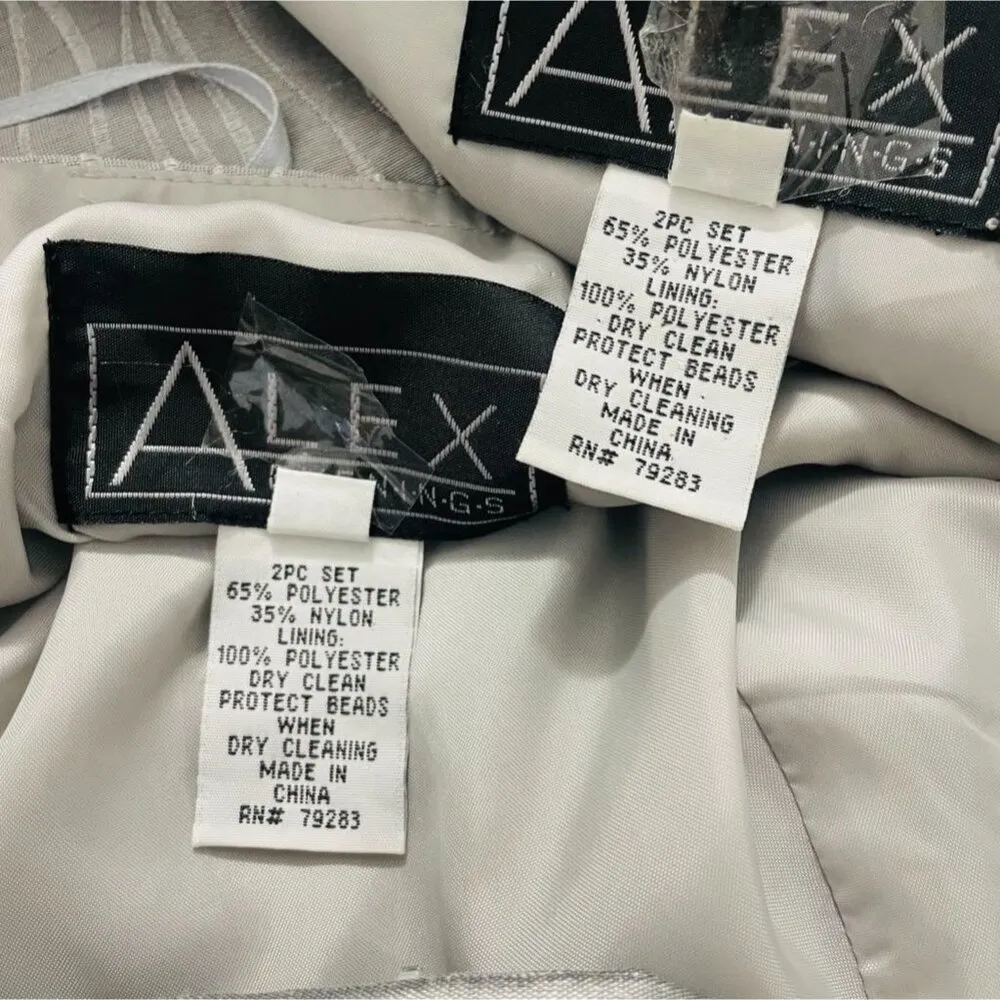 ALEX
N·I·N·G·S
2PC SET
65% POLYESTER
35% NYLON
LINING:
100% POLYESTER
DRY CLEAN
PROTECT BEADS
WHEN
DRY CLEANING
MADE IN
CHINA
RN# 79283
ALEX
N·I·N·G·S
2PC SET
65% POLYESTER
35% NYLON
LINING:
100% POLYESTER
DRY CLEAN
PROTECT BEADS
WHEN
DRY CLEANING
MADE IN
CHINA
RN# 79283